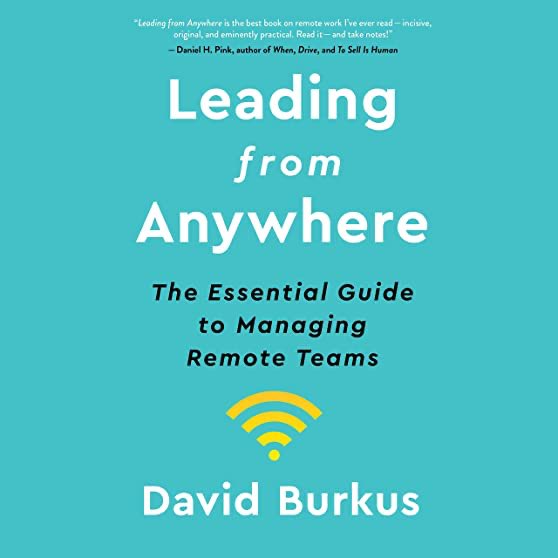 “Leading from Anywhere is the best book on remote work I’ve ever read—incisive,
original, and eminently practical. Read it—and take notes!”
—Daniel H. Pink, author of When, Drive, and To Sell Is Human
Leading
from
Anywhere
The Essential Guide
to Managing
Remote Teams
David Burkus